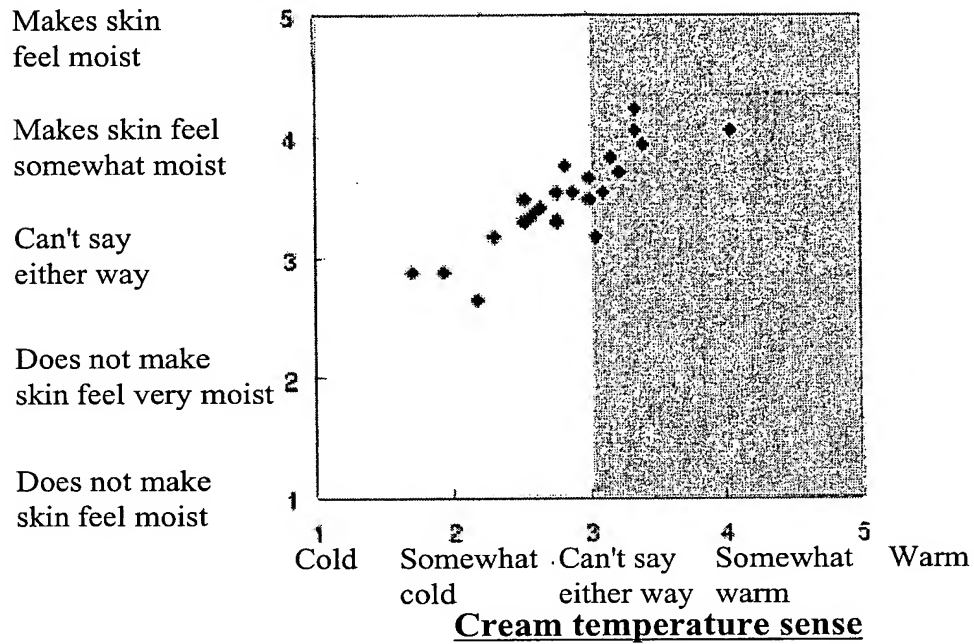 Makes skin
feel moist
Makes skin feel
somewhat moist
Can't say
either way
Does not make
skin feel very moist
Does not make
skin feel moist
5
4
3
2
1
1 2 3 4 5
Cold Somewhat Can't say Somewhat Warm
cold either way warm
Cream temperature sense